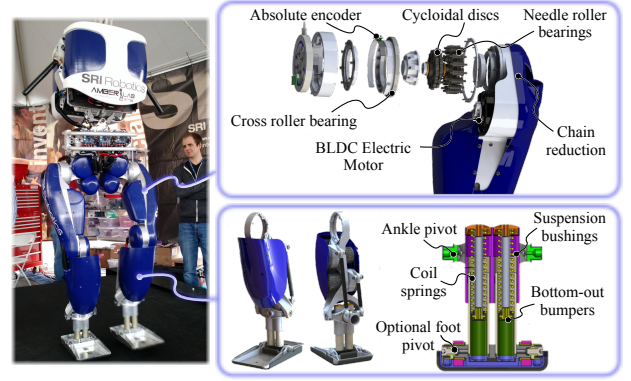 SRI Robotics
AMBER LAB
SRI
Absolute encoder
Cycloidal discs
Needle roller
bearings
Cross roller bearing
BLDC Electric
Motor
Chain
reduction
Ankle pivot
Suspension
bushings
Coil
springs
Bottom-out
bumpers
Optional foot
pivot